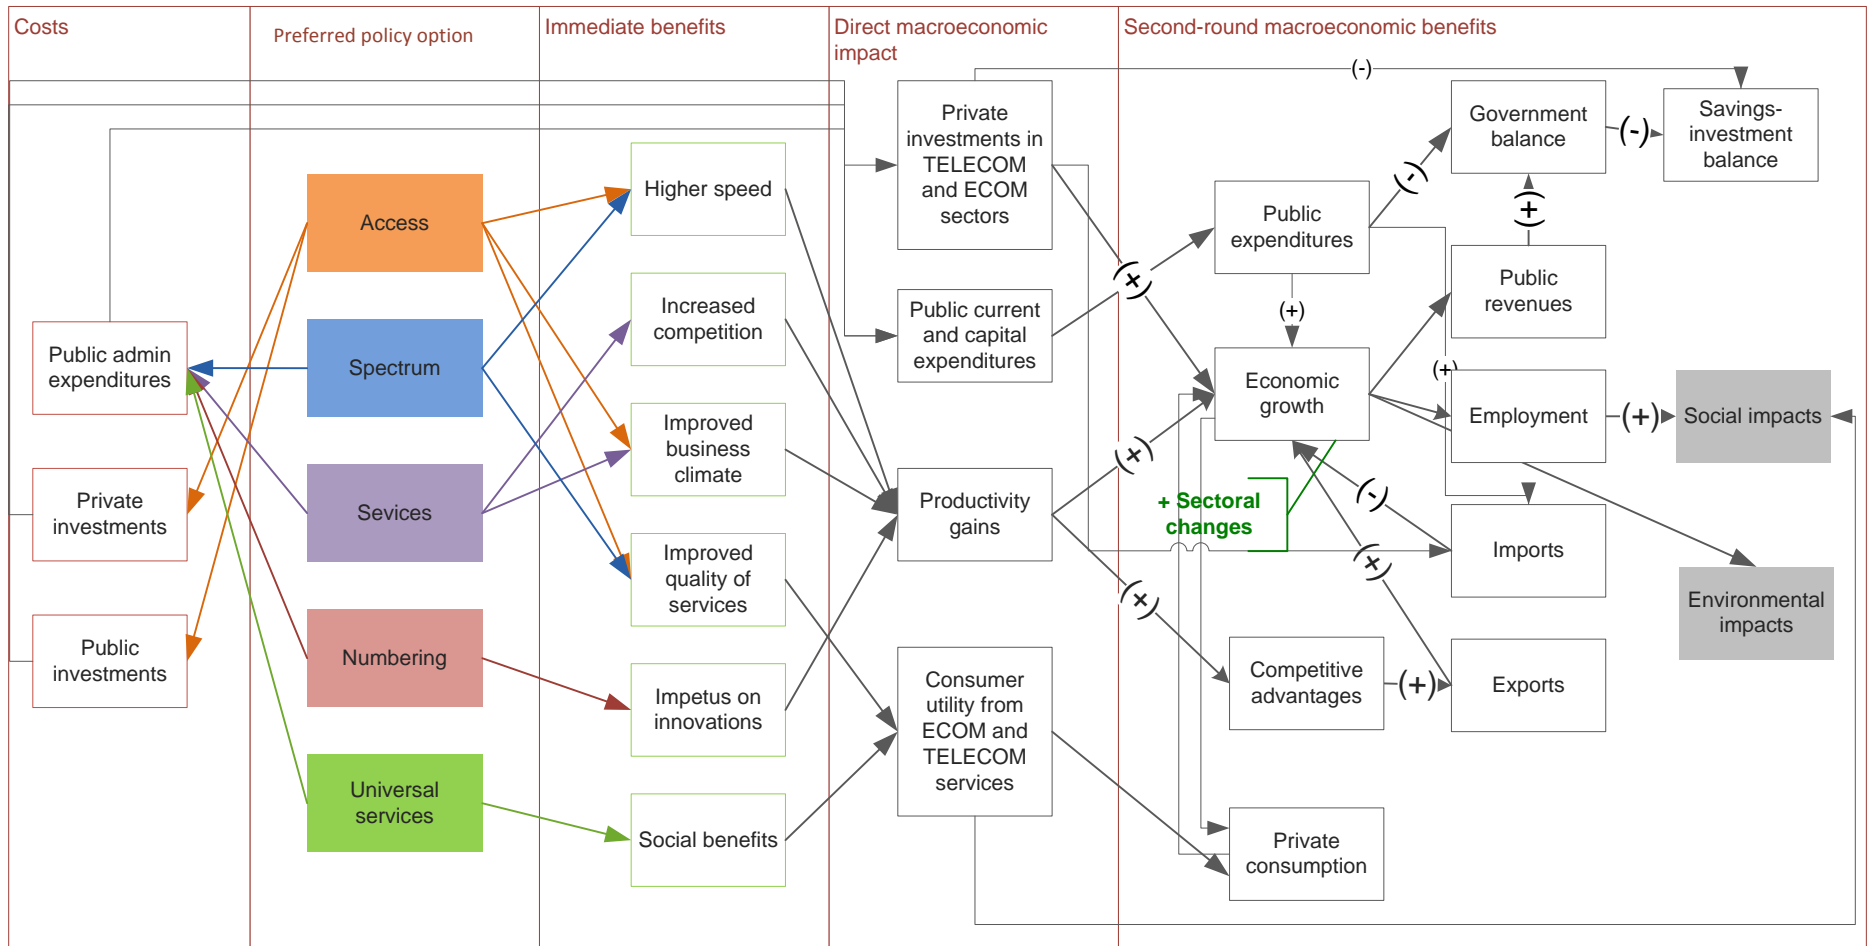 Costs
Preferred policy option
Immediate benefits
Direct macroeconomic
impact
Second-round macroeconomic benefits
Public admin
expenditures
Private
investments
Public
investments
Access
Spectrum
Sevices
Numbering
Universal
services
Higher speed
Increased
competition
Improved
business
climate
Improved
quality of
services
Impetus on
innovations
Social benefits
Private
investments in
TELECOM
and ECOM
sectors
Public current
and capital
expenditures
Productivity
gains
Consumer
utility from
ECOM and
TELECOM
services
(-)
Government
balance
(-)
Savings-
investment
balance
(-)
Public
expenditures
(+)
Public
revenues
(+)
(+)
Economic
growth
(+)
Employment
(+)
Social impacts
(+)
+ Sectoral
changes
(-)
Imports
(+)
(+)
Environmental
impacts
Competitive
advantages
(+)
Exports
Private
consumption